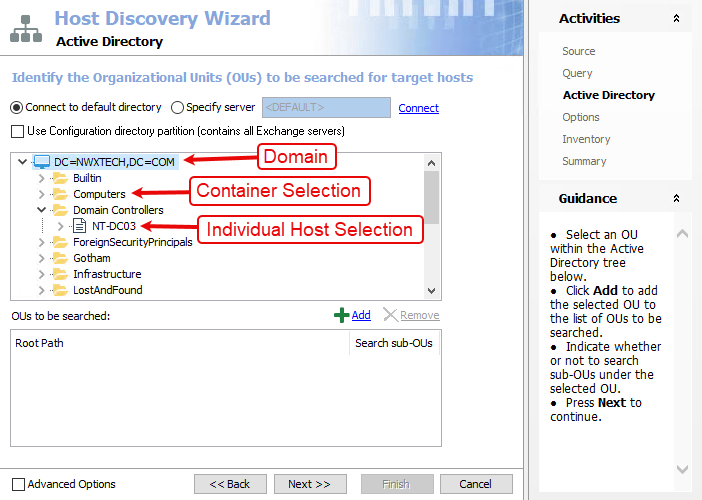 Host Discovery Wizard
Active Directory
Identify the Organizational Units (OUs) to be searched for target hosts
Connect to default directory
Specify server
<DEFAULT>
Connect
Use Configuration directory partition (contains all Exchange servers)
DC=NWXTECH,DC=COM
Domain
Builtin
Computers
Container Selection
Domain Controllers
NT-DC03
Individual Host Selection
ForeignSecurityPrincipals
Gotham
Infrastructure
LostAndFound
OUs to be searched:
Add
Remove
Root Path
Search sub-OUs
Advanced Options
<< Back
Next >>
Finish
Cancel
Activities
Source
Query
Active Directory
Options
Inventory
Summary
Guidance
● Select an OU
within the Active
Directory tree
below.
● Click Add to add
the selected OU to
the list of OUs to be
searched.
● Indicate whether
or not to search
sub-OUs under the
selected OU.
● Press Next to
continue.